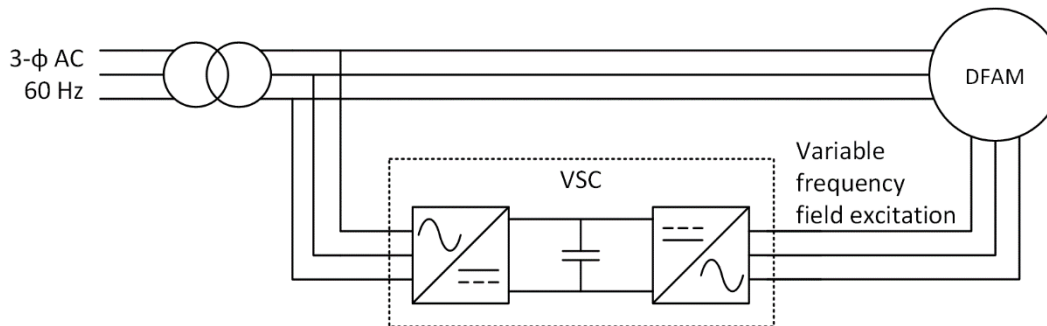 3-ϕ AC
60 Hz
DFAM
VSC
Variable
frequency
field excitation